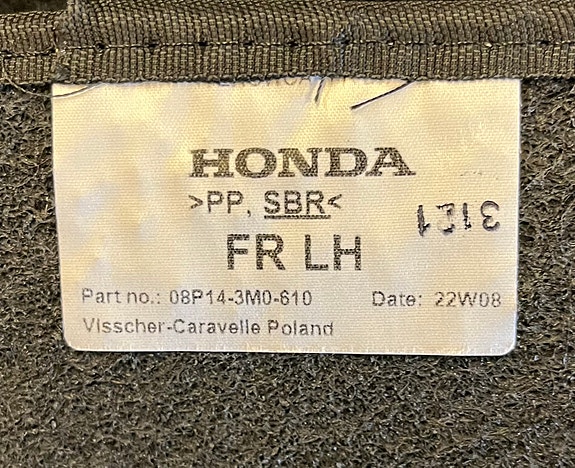 HONDA
>PP, SBR<
FR LH
Part no.: 08P14-3M0-610 Date: 22W08
Visscher-Caravelle Poland